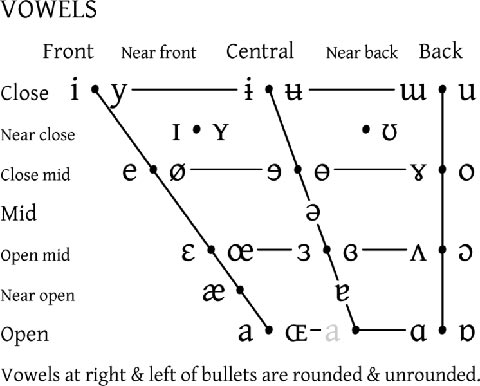 VOWELS
Front Near front Central Near back Back
Close i y ɨ ʉ ɯ u
Near close ɪ ʏ ʊ
Close mid e ø ɘ ɵ ɤ o
Mid ə
Open mid ɛ œ ɜ ɞ ʌ ɔ
Near open æ ɐ
Open a ɶ a ɑ ɒ
Vowels at right & left of bullets are rounded & unrounded.